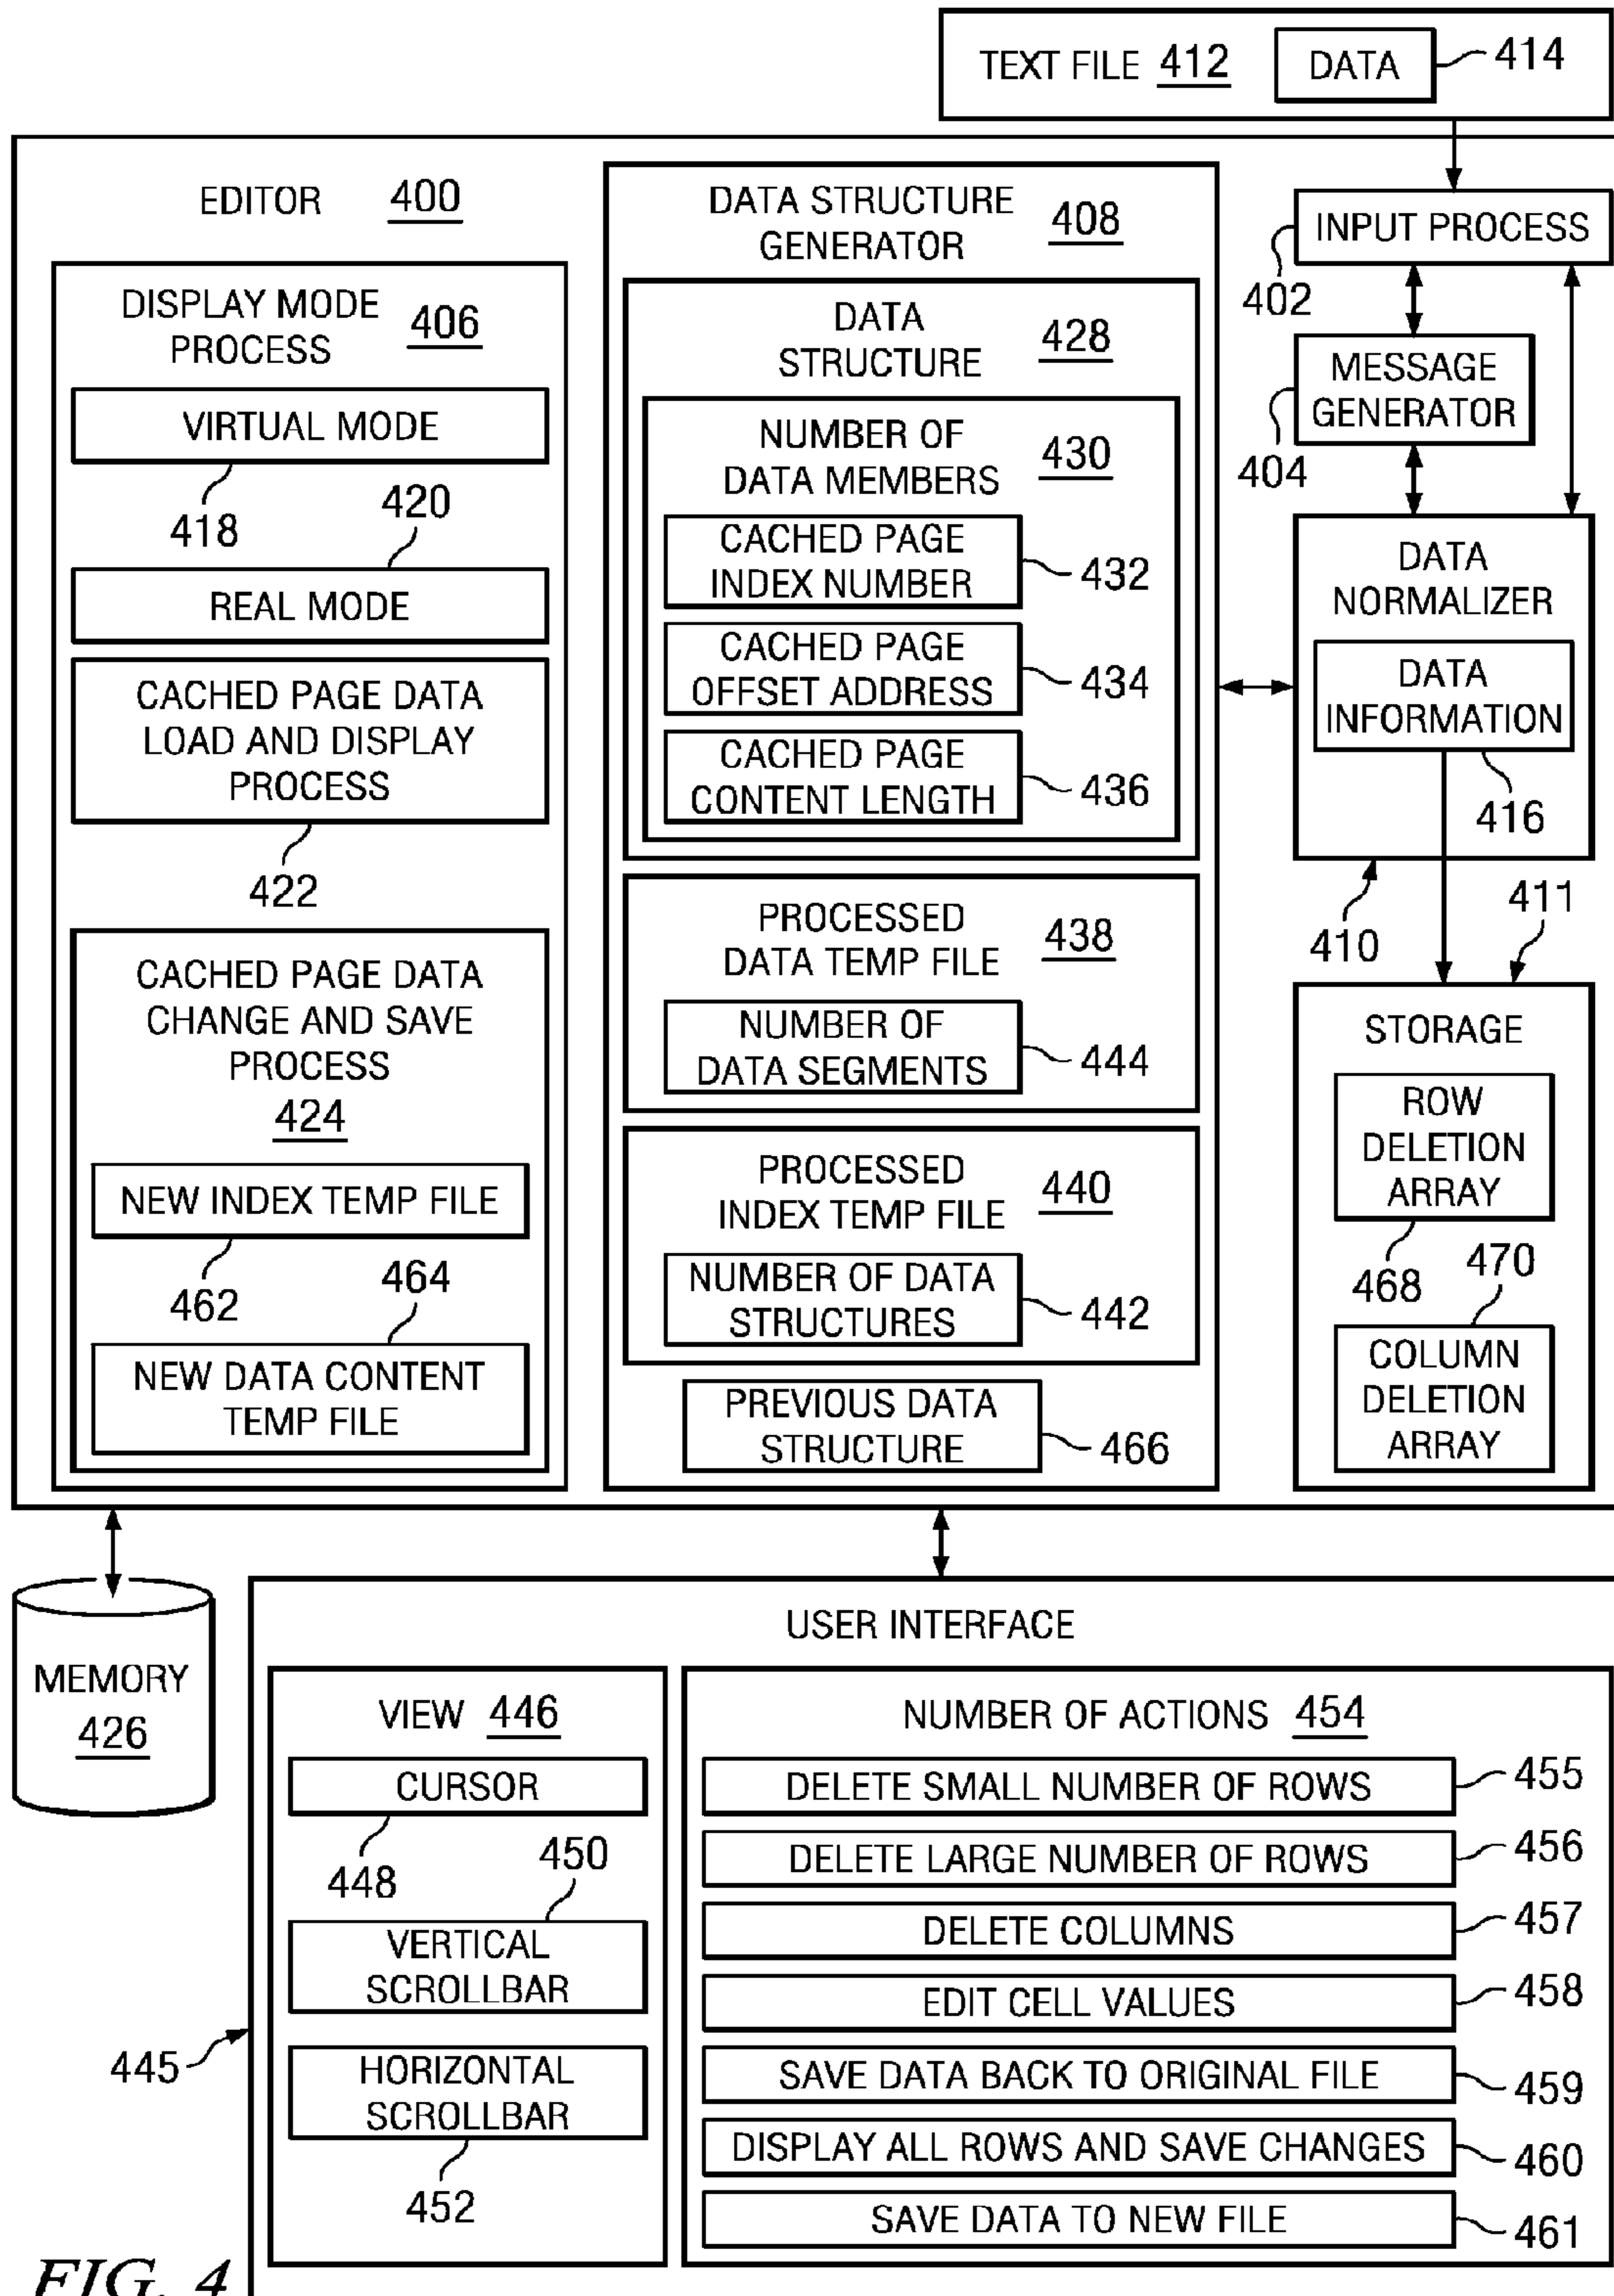 TEXT FILE 412
DATA
414
EDITOR 400
DISPLAY MODE
PROCESS
406
VIRTUAL MODE
418
420
REAL MODE
CACHED PAGE DATA
LOAD AND DISPLAY
PROCESS
422
CACHED PAGE DATA
CHANGE AND SAVE
PROCESS
424
NEW INDEX TEMP FILE
462
464
NEW DATA CONTENT
TEMP FILE
DATA STRUCTURE
GENERATOR
408
DATA
STRUCTURE
428
NUMBER OF
DATA MEMBERS
430
CACHED PAGE
INDEX NUMBER
432
CACHED PAGE
OFFSET ADDRESS
434
CACHED PAGE
CONTENT LENGTH
436
PROCESSED
DATA TEMP FILE
438
NUMBER OF
DATA SEGMENTS
444
PROCESSED
INDEX TEMP FILE
440
NUMBER OF DATA
STRUCTURES
442
PREVIOUS DATA
STRUCTURE
466
INPUT PROCESS
402
MESSAGE
GENERATOR
404
DATA
NORMALIZER
DATA
INFORMATION
416
410
411
STORAGE
ROW
DELETION
ARRAY
468
470
COLUMN
DELETION
ARRAY
MEMORY
426
USER INTERFACE
445
VIEW 446
CURSOR
448
450
VERTICAL
SCROLLBAR
HORIZONTAL
SCROLLBAR
452
NUMBER OF ACTIONS 454
DELETE SMALL NUMBER OF ROWS
455
DELETE LARGE NUMBER OF ROWS
456
DELETE COLUMNS
457
EDIT CELL VALUES
458
SAVE DATA BACK TO ORIGINAL FILE
459
DISPLAY ALL ROWS AND SAVE CHANGES
460
SAVE DATA TO NEW FILE
461
FIG. 4